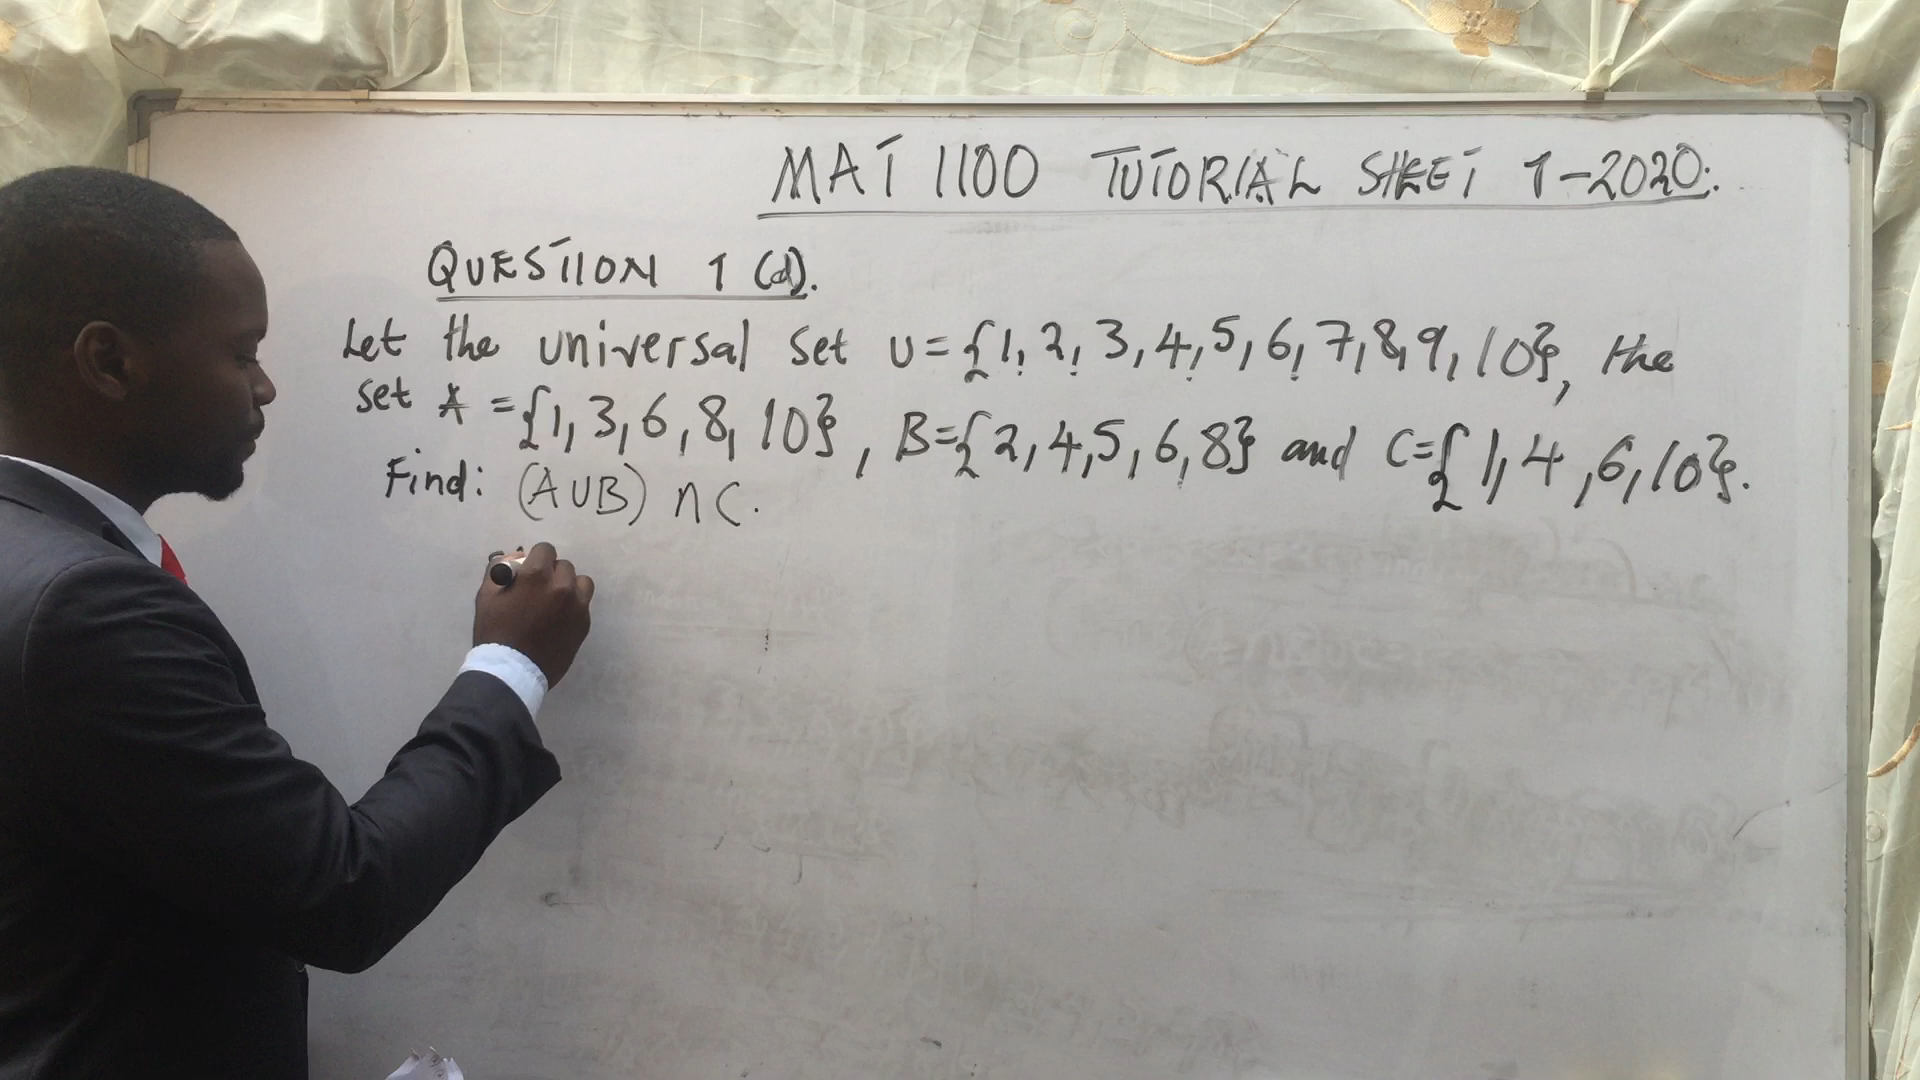 MAT 1100 TUTORIAL SHEET 1-2020.
QUESTION 1 (d).
Let the universal set U={1, 2, 3, 4, 5, 6, 7, 8, 9, 10}, the
set A = {1, 3, 6, 8, 10}, B={2, 4, 5, 6, 8} and C={1, 4, 6, 10}.
Find: (A∪B) ∩ C.